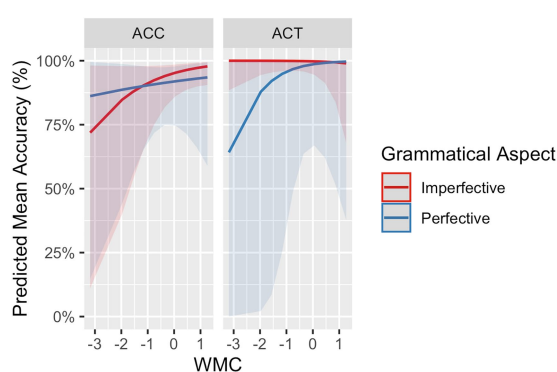 ACC ACT
Predicted Mean Accuracy (%)
100%
75%
50%
25%
0%
-3 -2 -1 0 1 -3 -2 -1 0 1
WMC
Grammatical Aspect
Imperfective
Perfective